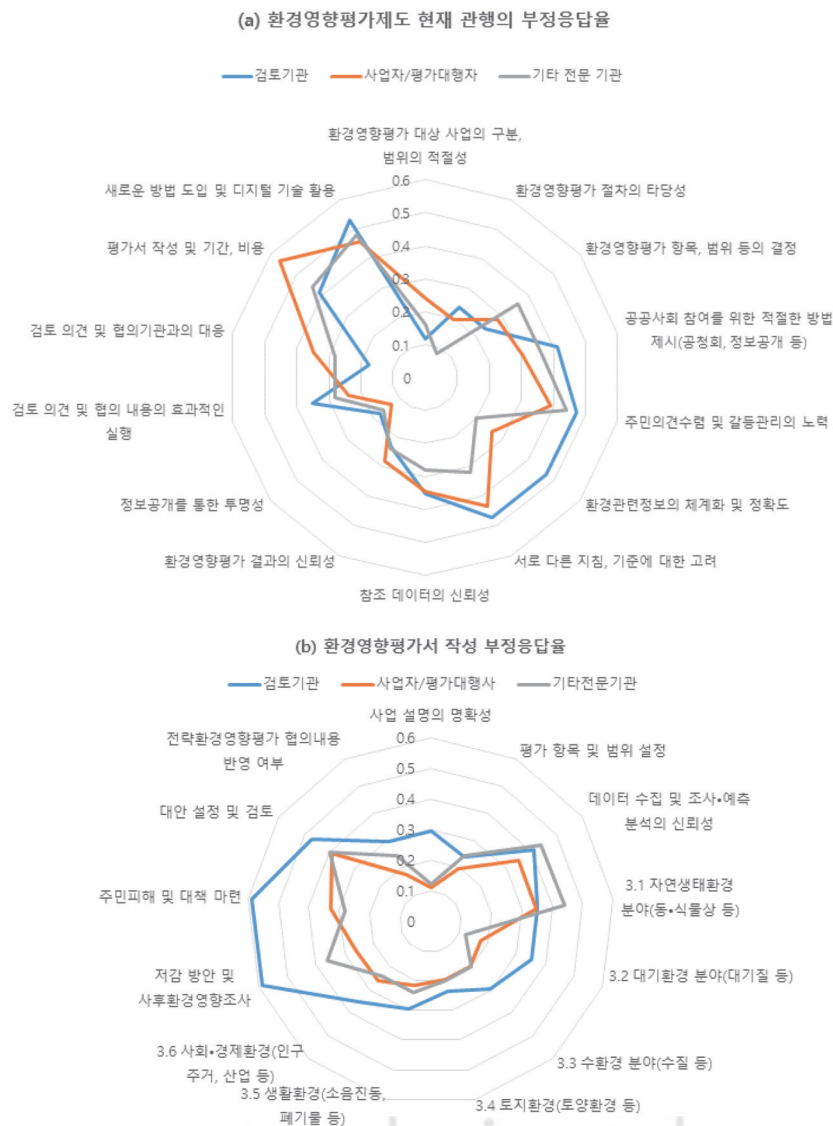 (a) 환경영향평가제도 현재 관행의 부정응답율
검토기관 사업자/평가대행자 기타 전문 기관
환경영향평가 대상 사업의 구분,
범위의 적절성
환경영향평가 절차의 타당성
환경영향평가 항목, 범위 등의 결정
공공사회 참여를 위한 적절한 방법
제시(공청회, 정보공개 등)
주민의견수렴 및 갈등관리의 노력
환경관련정보의 체계화 및 정확도
서로 다른 지침, 기준에 대한 고려
참조 데이터의 신뢰성
환경영향평가 결과의 신뢰성
정보공개를 통한 투명성
검토 의견 및 협의 내용의 효과적인
실행
검토 의견 및 협의기관과의 대응
평가서 작성 및 기간, 비용
새로운 방법 도입 및 디지털 기술 활용
0.6
0.5
0.4
0.3
0.2
0.1
0
(b) 환경영향평가서 작성 부정응답율
검토기관 사업자/평가대행사 기타전문기관
사업 설명의 명확성
평가 항목 및 범위 설정
데이터 수집 및 조사•예측
분석의 신뢰성
3.1 자연생태환경
분야(동•식물상 등)
3.2 대기환경 분야(대기질 등)
3.3 수환경 분야(수질 등)
3.4 토지환경(토양환경 등)
3.5 생활환경(소음진동,
폐기물 등)
3.6 사회•경제환경(인구
주거, 산업 등)
저감 방안 및
사후환경영향조사
주민피해 및 대책 마련
대안 설정 및 검토
전략환경영향평가 협의내용
반영 여부
0.6
0.5
0.4
0.3
0.2
0.1
0